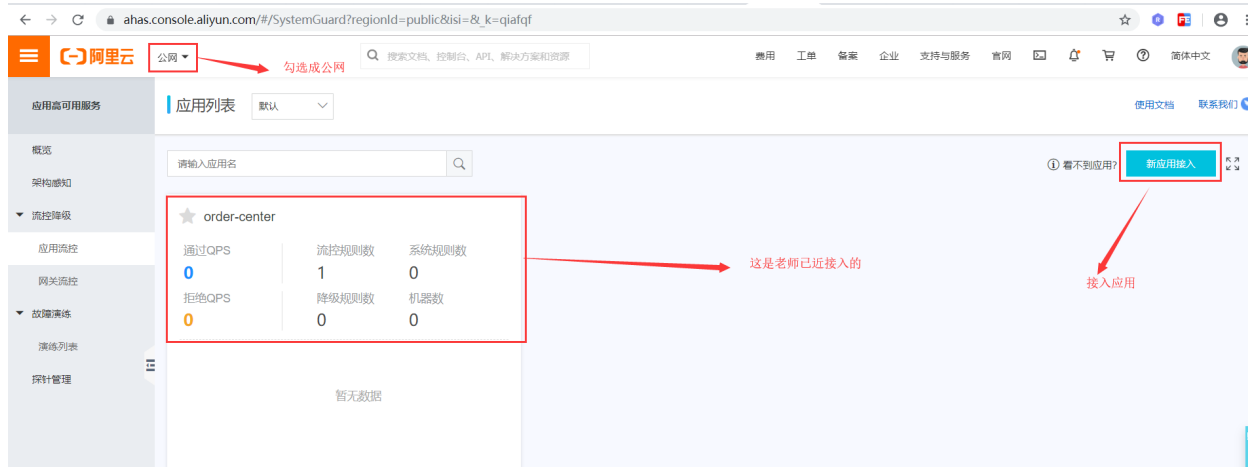 ahas.console.aliyun.com/#/SystemGuard?regionId=public&isi=&_k=qiafqf
阿里云
公网
搜索文档、控制台、API、解决方案和资源
费用 工单 备案 企业 支持与服务 官网 简体中文
勾选成公网
应用高可用服务
应用列表
默认
使用文档 联系我们
概览
请输入应用名
看不到应用?
新应用接入
架构感知
流控降级
order-center
应用流控
通过QPS 流控规则数 系统规则数
0 1 0
这是老师已近接入的
接入应用
网关流控
拒绝QPS 降级规则数 机器数
0 0 0
故障演练
演练列表
探针管理
暂无数据